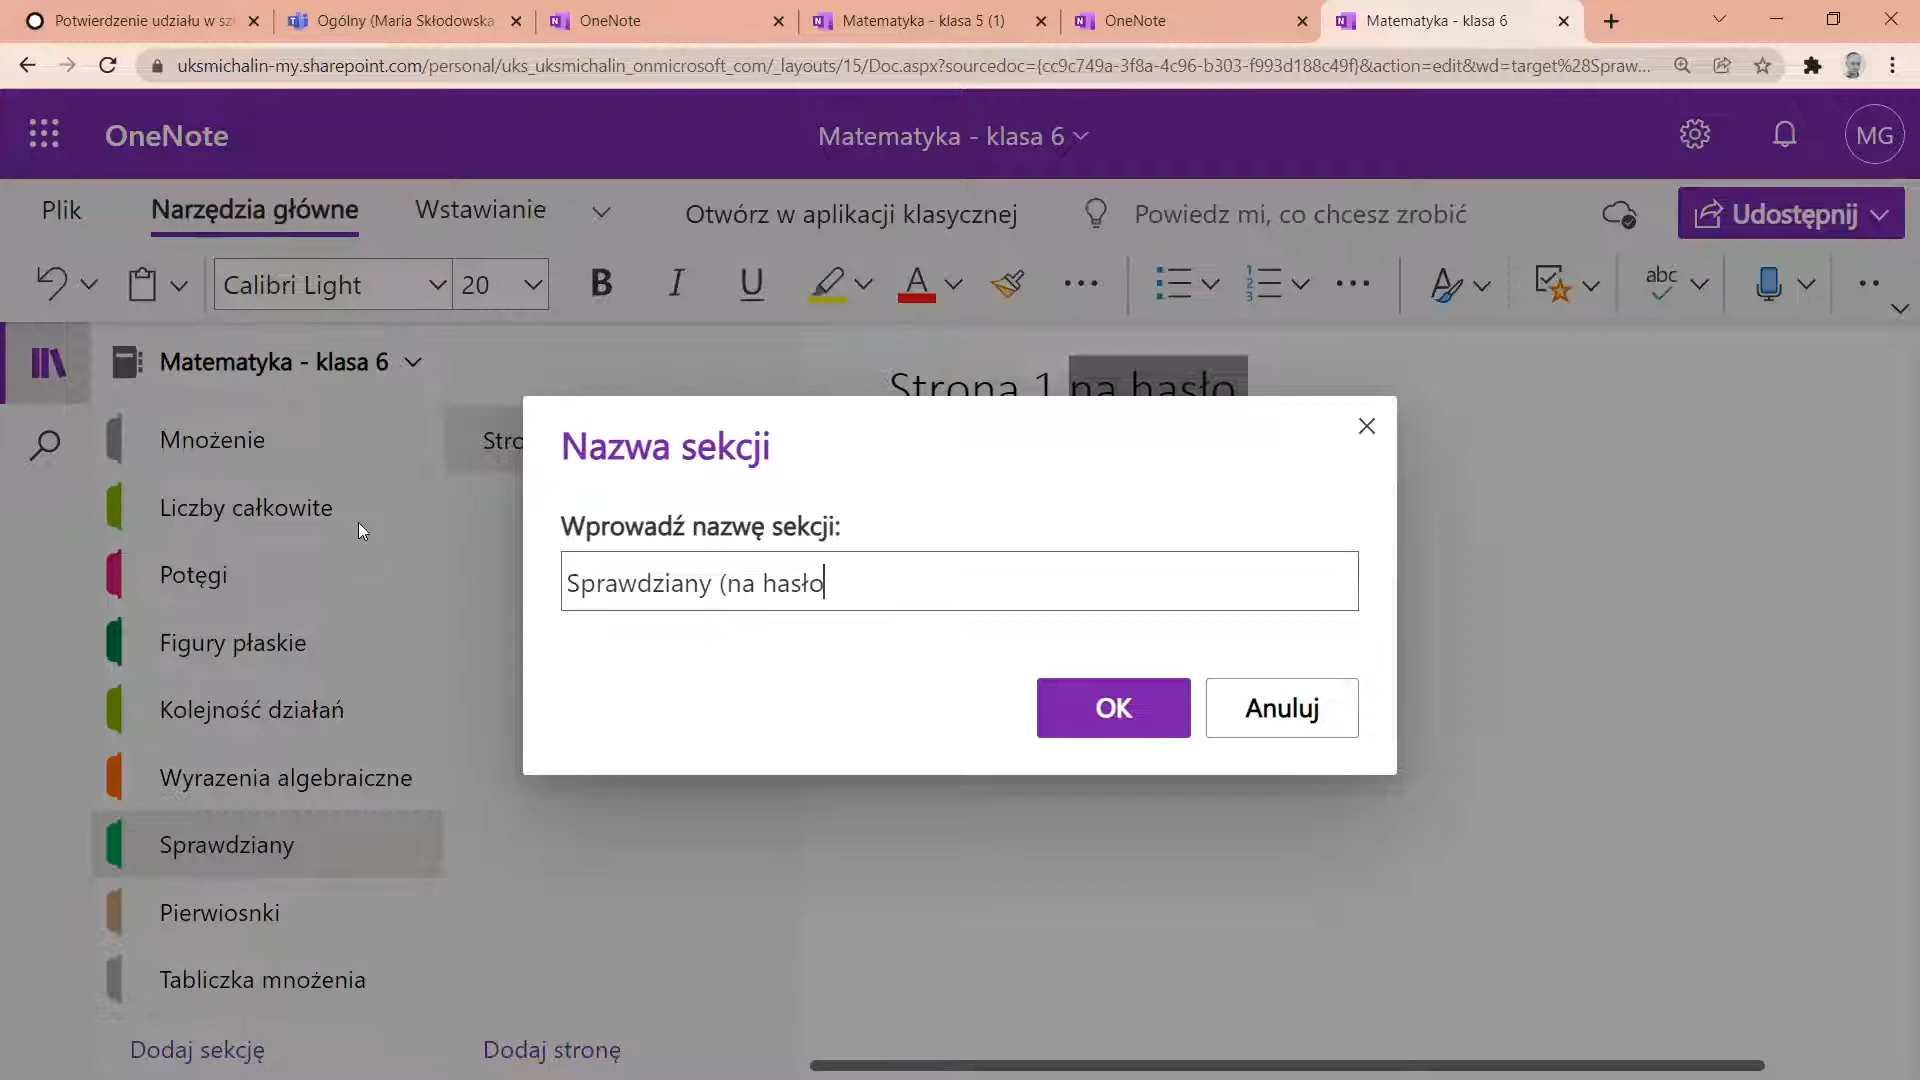 Potwierdzenie udziału w sz
Ogólny (Maria Skłodowska
OneNote
Matematyka - klasa 5 (1)
OneNote
Matematyka - klasa 6
uksmichalin-my.sharepoint.com/personal/uks_uksmichalin_onmicrosoft_com/_layouts/15/Doc.aspx?sourcedoc={cc9c749a-3f8a-4c96-b303-f993d188c49f}&action=edit&wd=target%28Spraw...
OneNote
Matematyka - klasa 6
MG
Plik
Narzędzia główne
Wstawianie
Otwórz w aplikacji klasycznej
Powiedz mi, co chcesz zrobić
Udostępnij
Calibri Light
20
B
I
U
A
abc
Matematyka - klasa 6
Mnożenie
Liczby całkowite
Potęgi
Figury płaskie
Kolejność działań
Wyrazenia algebraiczne
Sprawdziany
Pierwiosnki
Tabliczka mnożenia
Dodaj sekcję
Stro
Dodaj stronę
Strona 1 na hasło
Nazwa sekcji
Wprowadź nazwę sekcji:
Sprawdziany (na hasło
OK
Anuluj